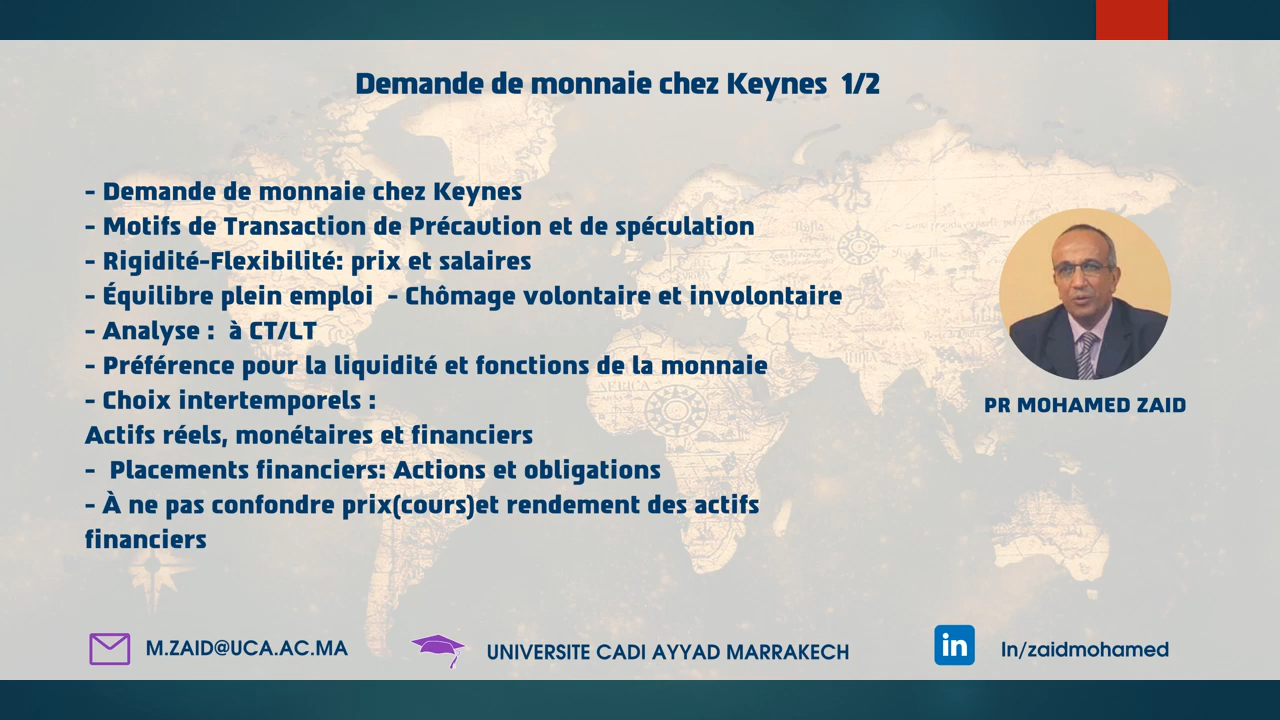 Demande de monnaie chez Keynes 1/2
- Demande de monnaie chez Keynes
- Motifs de Transaction de Précaution et de spéculation
- Rigidité-Flexibilité: prix et salaires
- Équilibre plein emploi - Chômage volontaire et involontaire
- Analyse : à CT/LT
- Préférence pour la liquidité et fonctions de la monnaie
- Choix intertemporels :
Actifs réels, monétaires et financiers
- Placements financiers: Actions et obligations
- À ne pas confondre prix(cours)et rendement des actifs
financiers
PR MOHAMED ZAID
AFRICA
M.ZAID@UCA.AC.MA
UNIVERSITE CADI AYYAD MARRAKECH
in
In/zaidmohamed